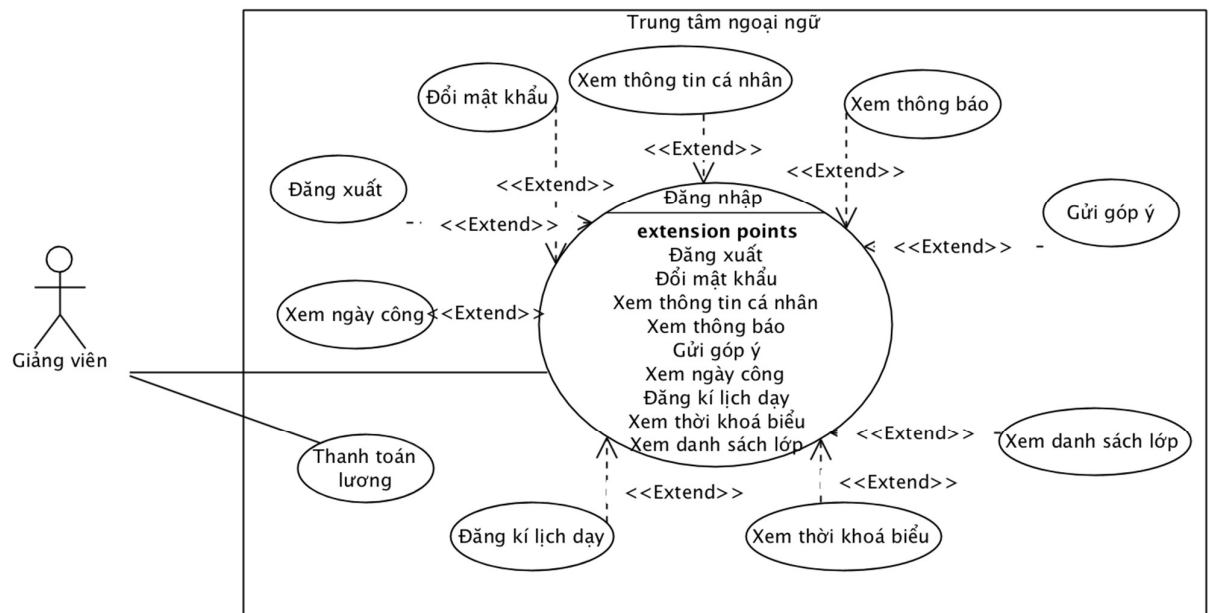 Trung tâm ngoại ngữ
Xem thông tin cá nhân
Đổi mật khẩu
Xem thông báo
<<Extend>>
<<Extend>>
<<Extend>>
Đăng xuất
Đăng nhập
Gửi góp ý
<<Extend>>
extension points
<<Extend>>
Đăng xuất
Đổi mật khẩu
Xem thông tin cá nhân
Xem ngày công
<<Extend>>
Xem thông báo
Gửi góp ý
Giảng viên
Xem ngày công
Đăng kí lịch dạy
Xem thời khoá biểu
<<Extend>>
Xem danh sách lớp
Xem danh sách lớp
Thanh toán
lương
<<Extend>>
<<Extend>>
Đăng kí lịch dạy
Xem thời khoá biểu